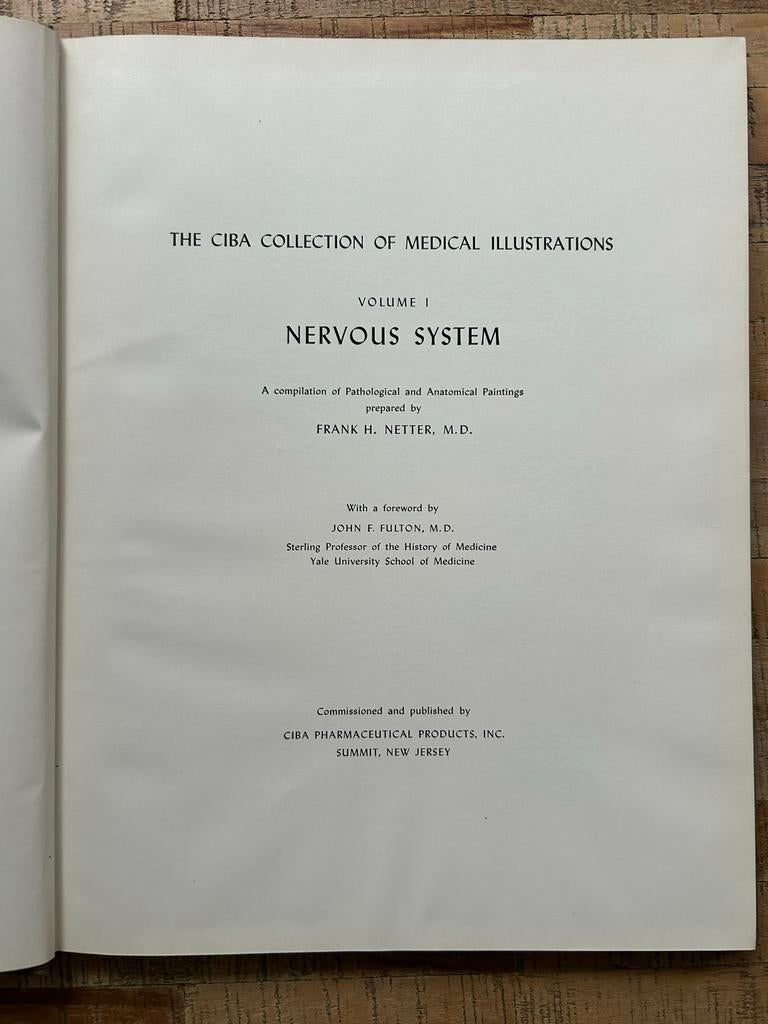 THE CIBA COLLECTION OF MEDICAL ILLUSTRATIONS
VOLUME I
NERVOUS SYSTEM
A compilation of Pathological and Anatomical Paintings
prepared by
FRANK H. NETTER, M.D.
With a foreword by
JOHN F. FULTON, M.D.
Sterling Professor of the History of Medicine
Yale University School of Medicine
Commissioned and published by
CIBA PHARMACEUTICAL PRODUCTS, INC.
SUMMIT, NEW JERSEY